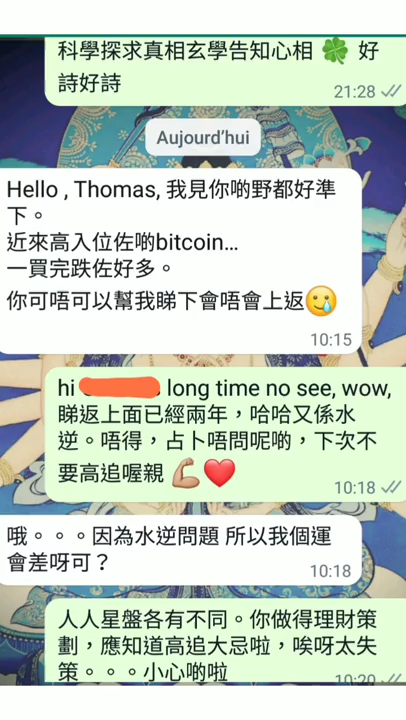 科學探求真相玄學告知心相 🍀 好
詩好詩
21:28
Aujourd’hui
Hello , Thomas, 我見你啲野都好準
下。
近來高入位佐啲bitcoin…
一買完跌佐好多。
你可唔可以幫我睇下會唔會上返🥲
10:15
hi s long time no see, wow,
睇返上面已經兩年，哈哈又係水
逆。唔得，占卜唔問呢啲，下次不
要高追喔親 💪🏽❤️
10:18
哦。。。因為水逆問題 所以我個運
會差呀可？
10:18
人人星盤各有不同。你做得理財策
劃，應知道高追大忌啦，唉呀太失
策。。。小心啲啦
10:20